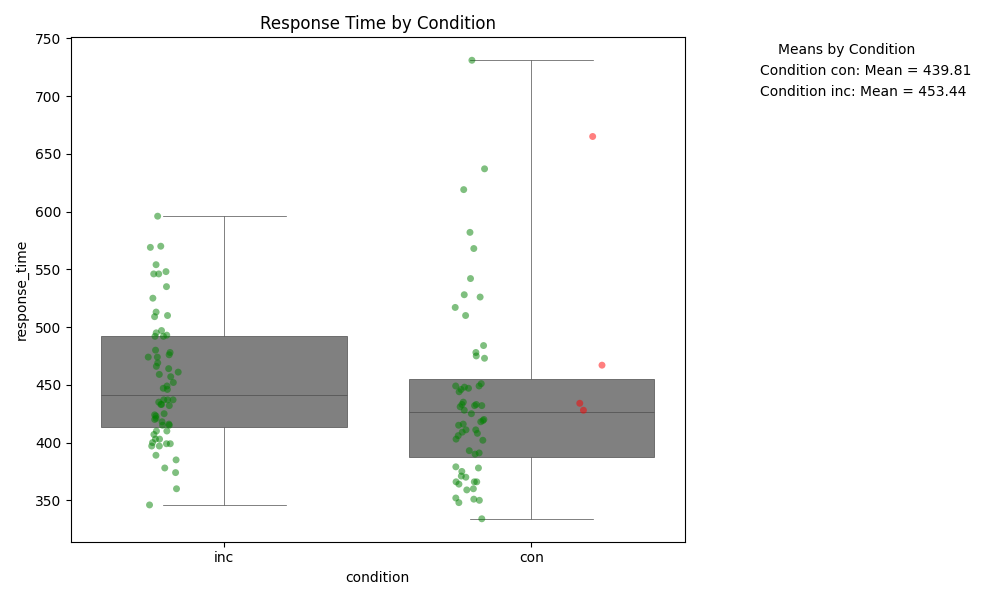 Response Time by Condition
Means by Condition
Condition con: Mean = 439.81
Condition inc: Mean = 453.44
response_time
750
700
650
600
550
500
450
400
350
inc
con
condition